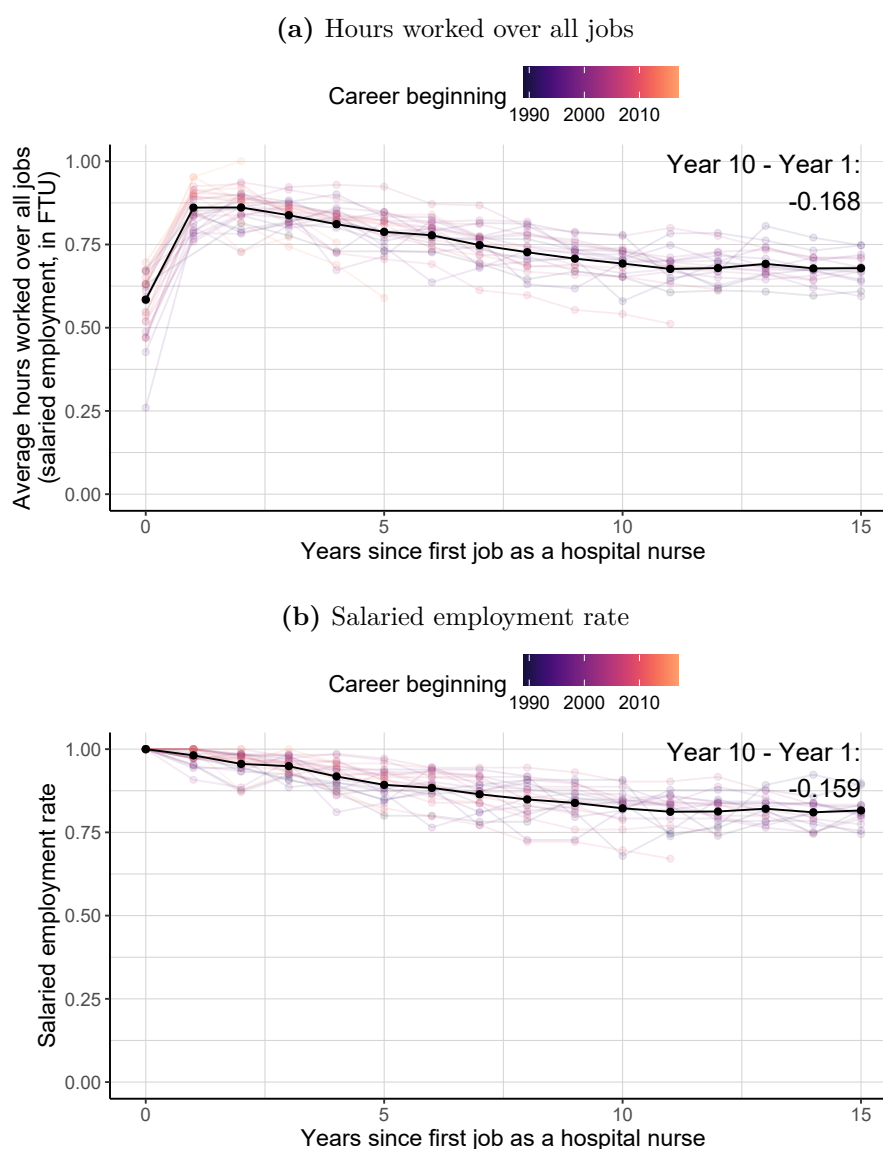 (a) Hours worked over all jobs
Career beginning
1990 2000 2010
Average hours worked over all jobs
(salaried employment, in FTU)
1.00
0.75
0.50
0.25
0.00
Year 10 - Year 1:
-0.168
0 5 10 15
Years since first job as a hospital nurse
(b) Salaried employment rate
Career beginning
1990 2000 2010
Salaried employment rate
1.00
0.75
0.50
0.25
0.00
Year 10 - Year 1:
-0.159
0 5 10 15
Years since first job as a hospital nurse